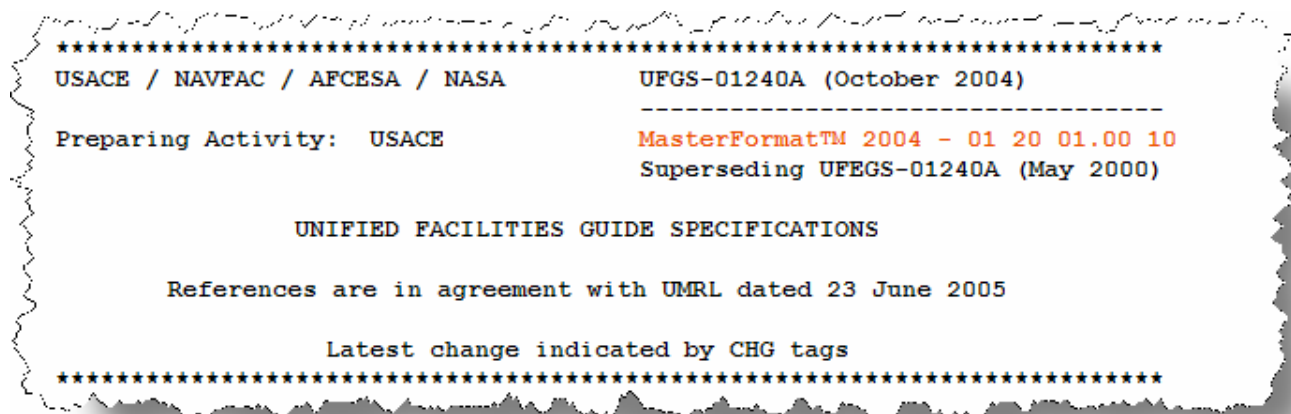 **************************************************************************
USACE / NAVFAC / AFCESA / NASA UFGS-01240A (October 2004)
-----------------------------------
Preparing Activity: USACE MasterFormat™ 2004 - 01 20 01.00 10
Superseding UFEGS-01240A (May 2000)
UNIFIED FACILITIES GUIDE SPECIFICATIONS
References are in agreement with UMRL dated 23 June 2005
Latest change indicated by CHG tags
**************************************************************************